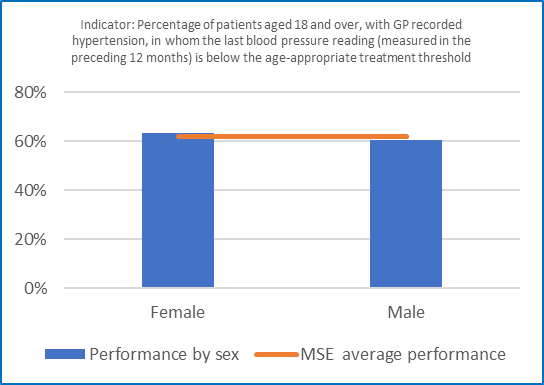 Indicator: Percentage of patients aged 18 and over, with GP recorded
hypertension, in whom the last blood pressure reading (measured in the
preceding 12 months) is below the age-appropriate treatment threshold
80%
60%
40%
20%
0%
Female Male
Performance by sex MSE average performance